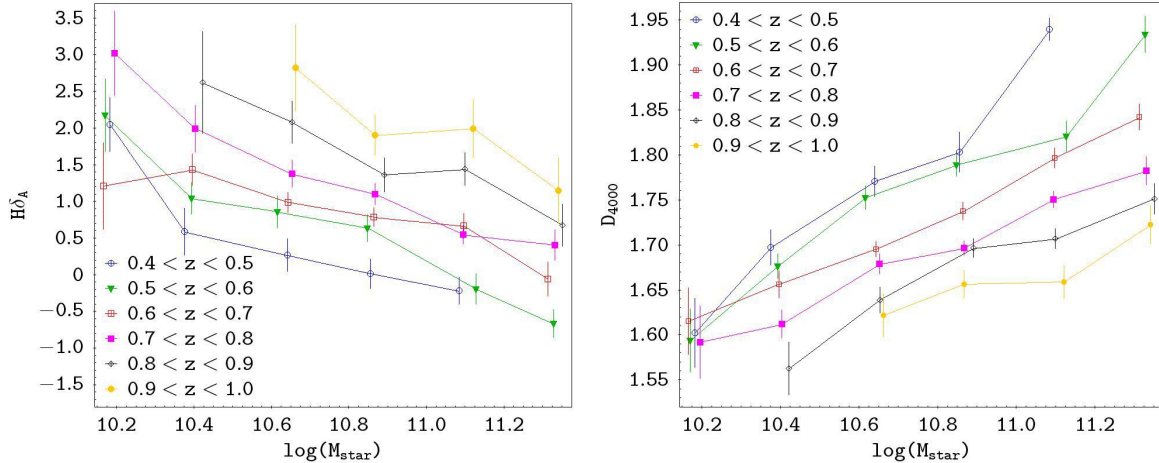 3.5
3.0
2.5
2.0
1.5
1.0
0.5
0
−0.5
−1.0
−1.5
HδA
0.4 < z < 0.5
0.5 < z < 0.6
0.6 < z < 0.7
0.7 < z < 0.8
0.8 < z < 0.9
0.9 < z < 1.0
10.2 10.4 10.6 10.8 11.0 11.2
log(Mstar)
1.95
1.90
1.85
1.80
1.75
1.70
1.65
1.60
1.55
D4000
0.4 < z < 0.5
0.5 < z < 0.6
0.6 < z < 0.7
0.7 < z < 0.8
0.8 < z < 0.9
0.9 < z < 1.0
10.2 10.4 10.6 10.8 11.0 11.2
log(Mstar)